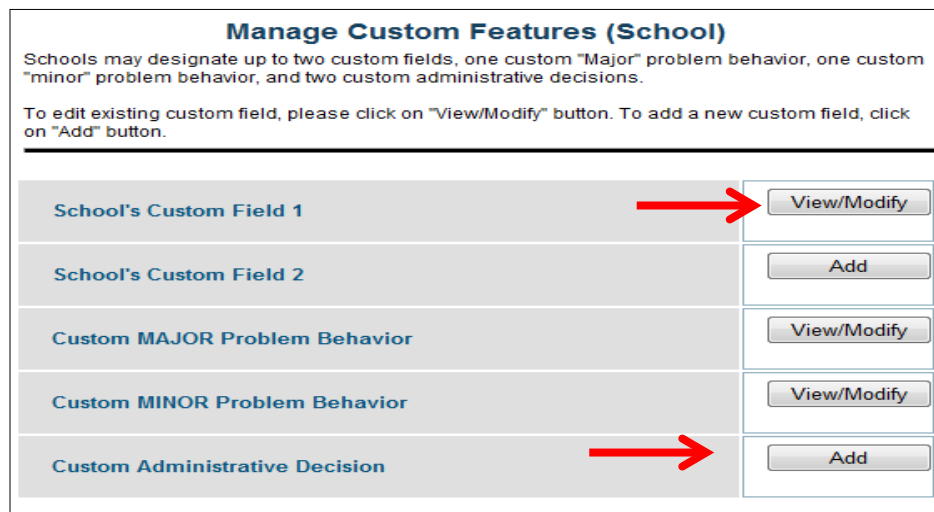 Manage Custom Features (School)
Schools may designate up to two custom fields, one custom "Major" problem behavior, one custom
"minor" problem behavior, and two custom administrative decisions.
To edit existing custom field, please click on "View/Modify" button. To add a new custom field, click
on "Add" button.
School's Custom Field 1 View/Modify
School's Custom Field 2 Add
Custom MAJOR Problem Behavior View/Modify
Custom MINOR Problem Behavior View/Modify
Custom Administrative Decision Add